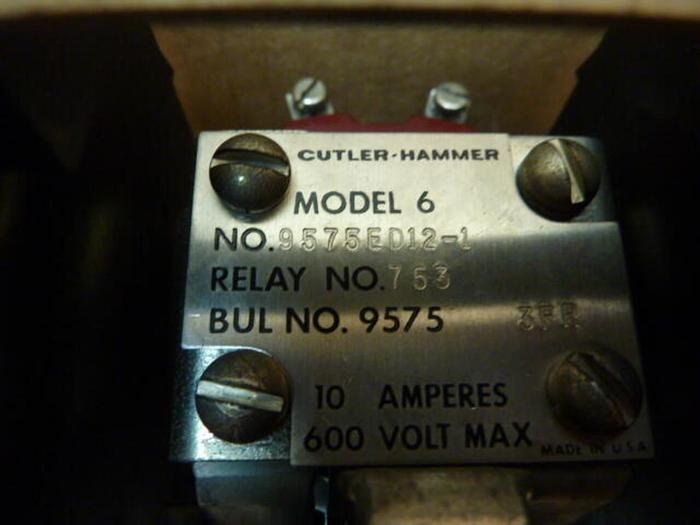 CUTLER-HAMMER
MODEL 6
NO. 9575ED12-1
RELAY NO. 753
BUL NO. 9575 3FR
10 AMPERES
600 VOLT MAX
MADE IN U.S.A